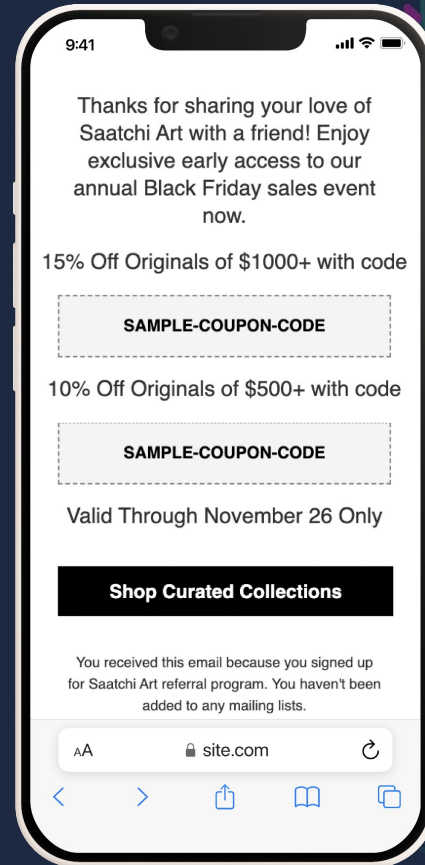 9:41
Thanks for sharing your love of
Saatchi Art with a friend! Enjoy
exclusive early access to our
annual Black Friday sales event
now.
15% Off Originals of $1000+ with code
SAMPLE-COUPON-CODE
10% Off Originals of $500+ with code
SAMPLE-COUPON-CODE
Valid Through November 26 Only
Shop Curated Collections
You received this email because you signed up
for Saatchi Art referral program. You haven't been
added to any mailing lists.
AA site.com